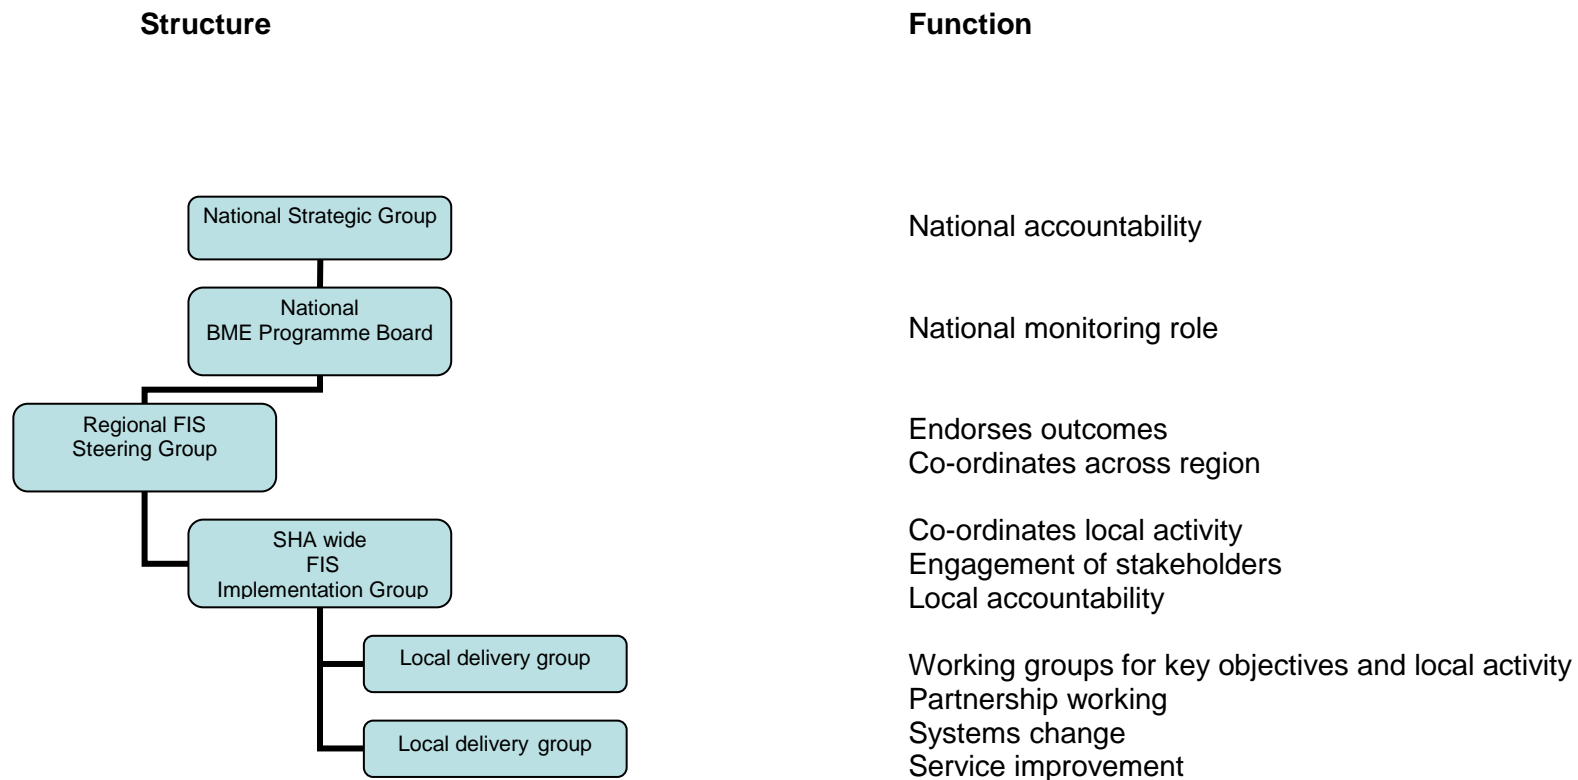 Structure
Function
National Strategic Group
National accountability
National
BME Programme Board
National monitoring role
Regional FIS
Steering Group
Endorses outcomes
Co-ordinates across region
SHA wide
FIS
Implementation Group
Co-ordinates local activity
Engagement of stakeholders
Local accountability
Local delivery group
Local delivery group
Working groups for key objectives and local activity
Partnership working
Systems change
Service improvement